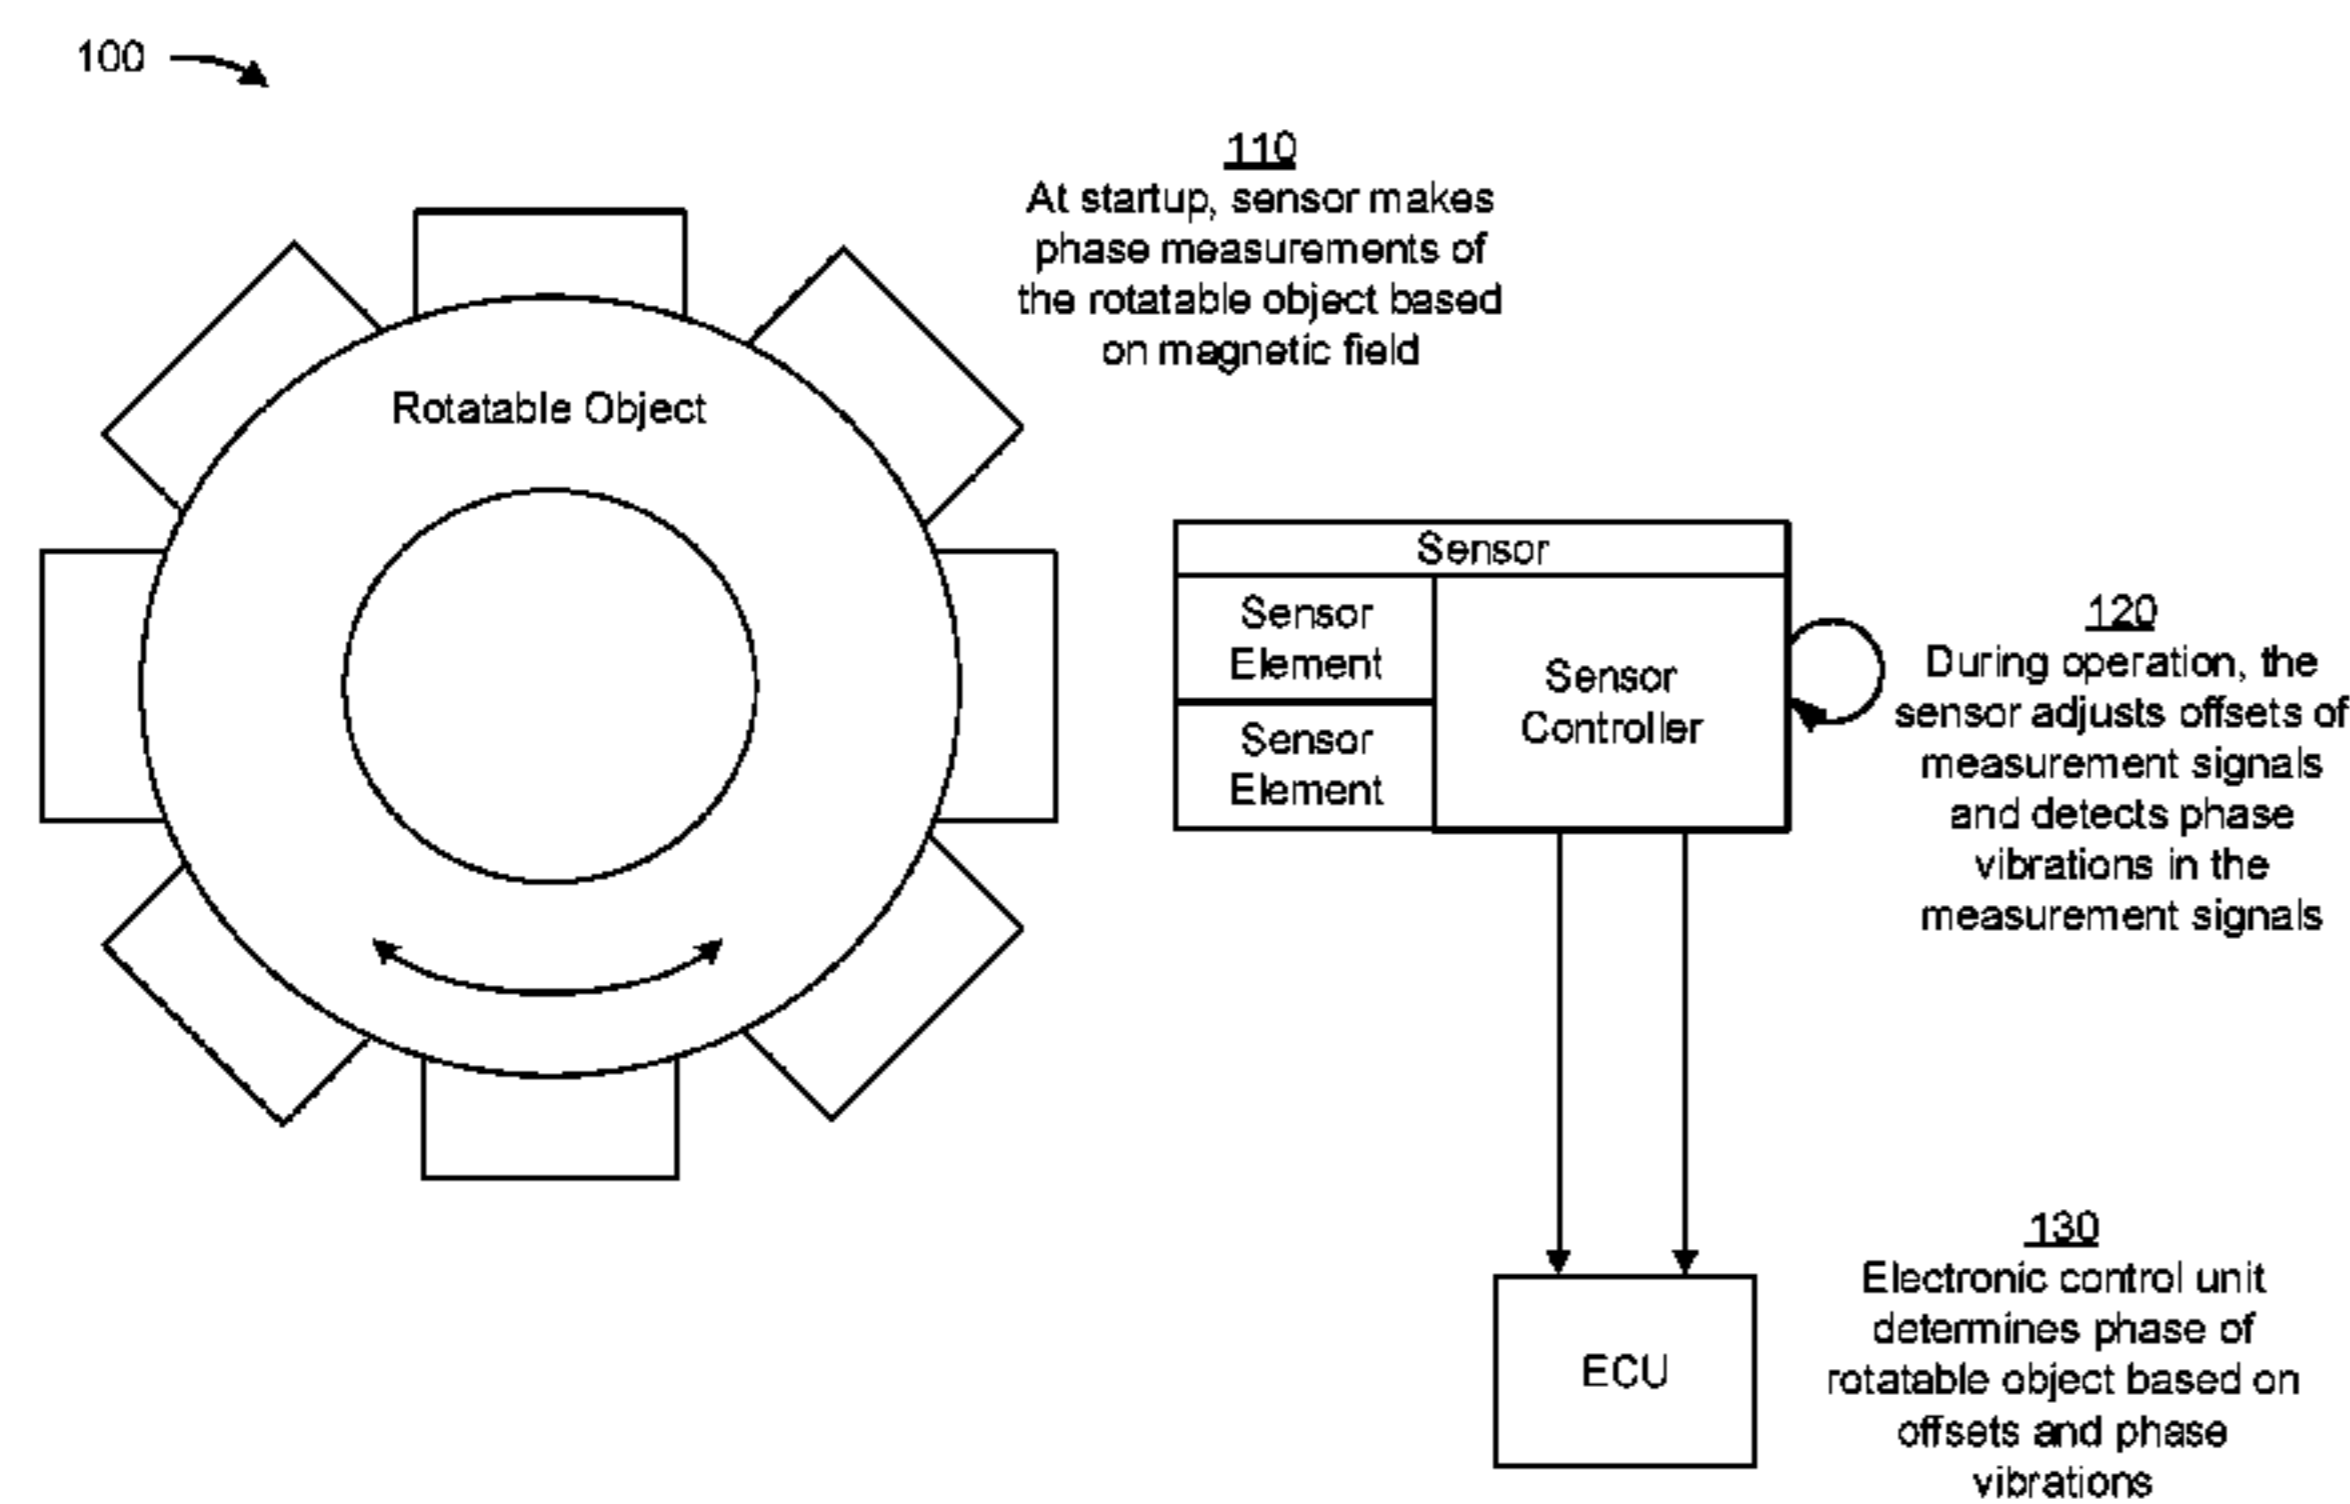 100
110
At startup, sensor makes
phase measurements of
the rotatable object based
on magnetic field
Rotatable Object
Sensor
Sensor
Element
Sensor
Element
Sensor
Controller
120
During operation, the
sensor adjusts offsets of
measurement signals
and detects phase
vibrations in the
measurement signals
ECU
130
Electronic control unit
determines phase of
rotatable object based on
offsets and phase
vibrations